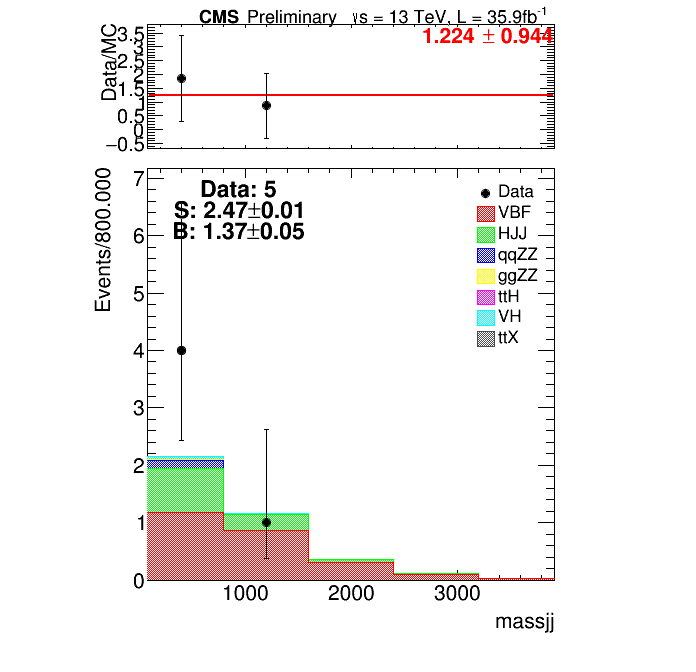 CMS Preliminary √s = 13 TeV, L = 35.9fb-1
1.224 ± 0.944
Data/MC
3.5
3
2.5
2
1.5
1
0.5
0
−0.5
Data: 5
S: 2.47±0.01
B: 1.37±0.05
Data
VBF
HJJ
qqZZ
ggZZ
ttH
VH
ttX
Events/800.000
7
6
5
4
3
2
1
0
1000 2000 3000
massjj